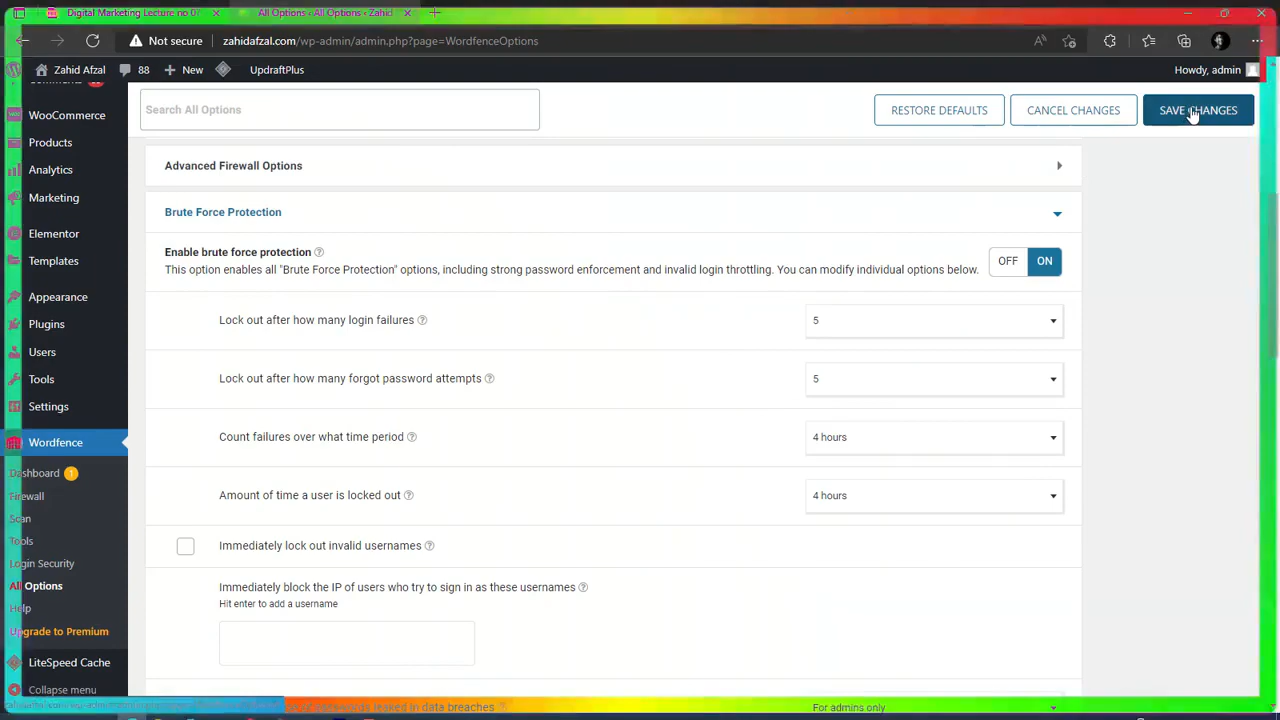 Digital Marketing Lecture no 07
All Options - All Options - Zahid
Not secure
zahidafzal.com/wp-admin/admin.php?page=WordfenceOptions
Zahid Afzal
88
New
UpdraftPlus
Howdy, admin
Comments
WooCommerce
Products
Analytics
Marketing
Elementor
Templates
Appearance
Plugins
Users
Tools
Settings
Wordfence
Dashboard 1
Firewall
Scan
Tools
Login Security
All Options
Help
Upgrade to Premium
LiteSpeed Cache
Collapse menu
Search All Options
RESTORE DEFAULTS
CANCEL CHANGES
SAVE CHANGES
Advanced Firewall Options
Brute Force Protection
Enable brute force protection
This option enables all "Brute Force Protection" options, including strong password enforcement and invalid login throttling. You can modify individual options below.
OFF ON
Lock out after how many login failures
5
Lock out after how many forgot password attempts
5
Count failures over what time period
4 hours
Amount of time a user is locked out
4 hours
Immediately lock out invalid usernames
Immediately block the IP of users who try to sign in as these usernames
Hit enter to add a username
passwords leaked in data breaches
For admins only